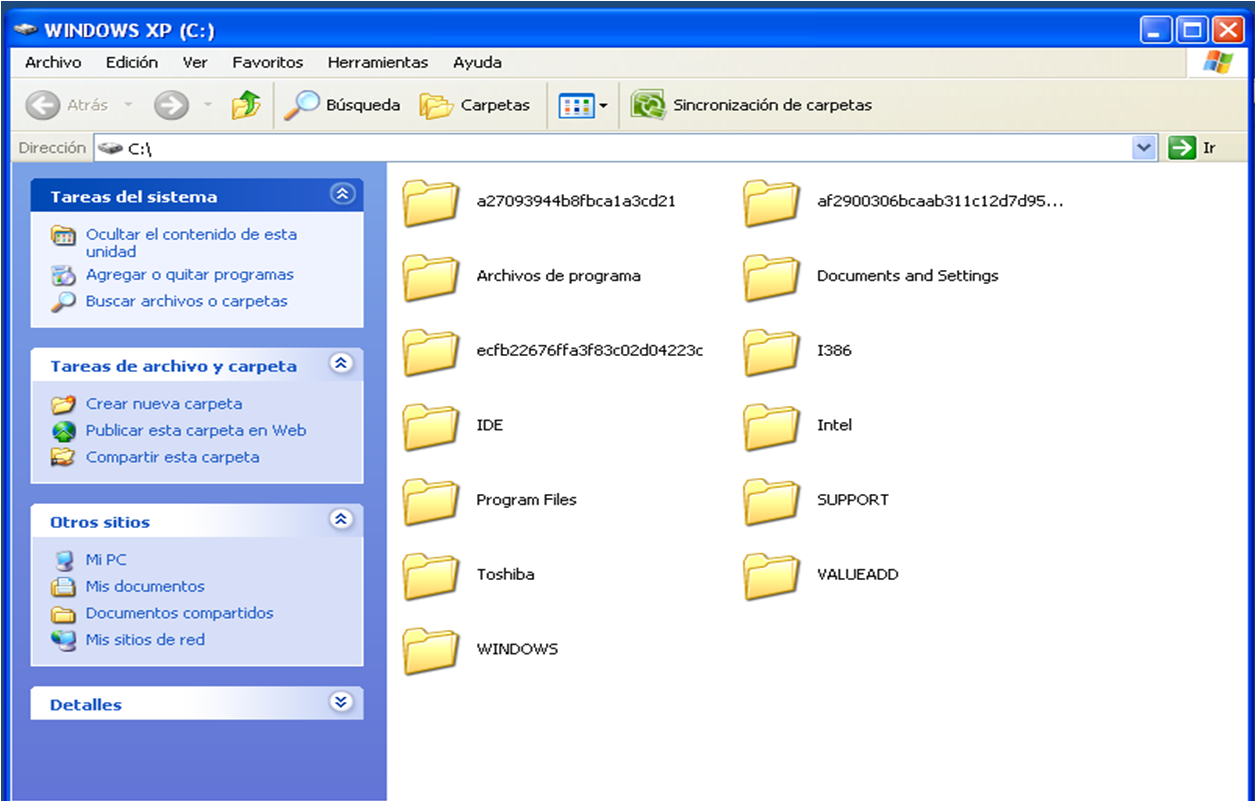 WINDOWS XP (C:)
Archivo Edición Ver Favoritos Herramientas Ayuda
Atrás Búsqueda Carpetas Sincronización de carpetas
Dirección C:\ Ir
Tareas del sistema
Ocultar el contenido de esta
unidad
Agregar o quitar programas
Buscar archivos o carpetas
Tareas de archivo y carpeta
Crear nueva carpeta
Publicar esta carpeta en Web
Compartir esta carpeta
Otros sitios
Mi PC
Mis documentos
Documentos compartidos
Mis sitios de red
Detalles
a27093944b8fbca1a3cd21 af2900306bcaab311c12d7d95...
Archivos de programa Documents and Settings
ecfb22676ffa3f83c02d04223c I386
IDE Intel
Program Files SUPPORT
Toshiba VALUEADD
WINDOWS